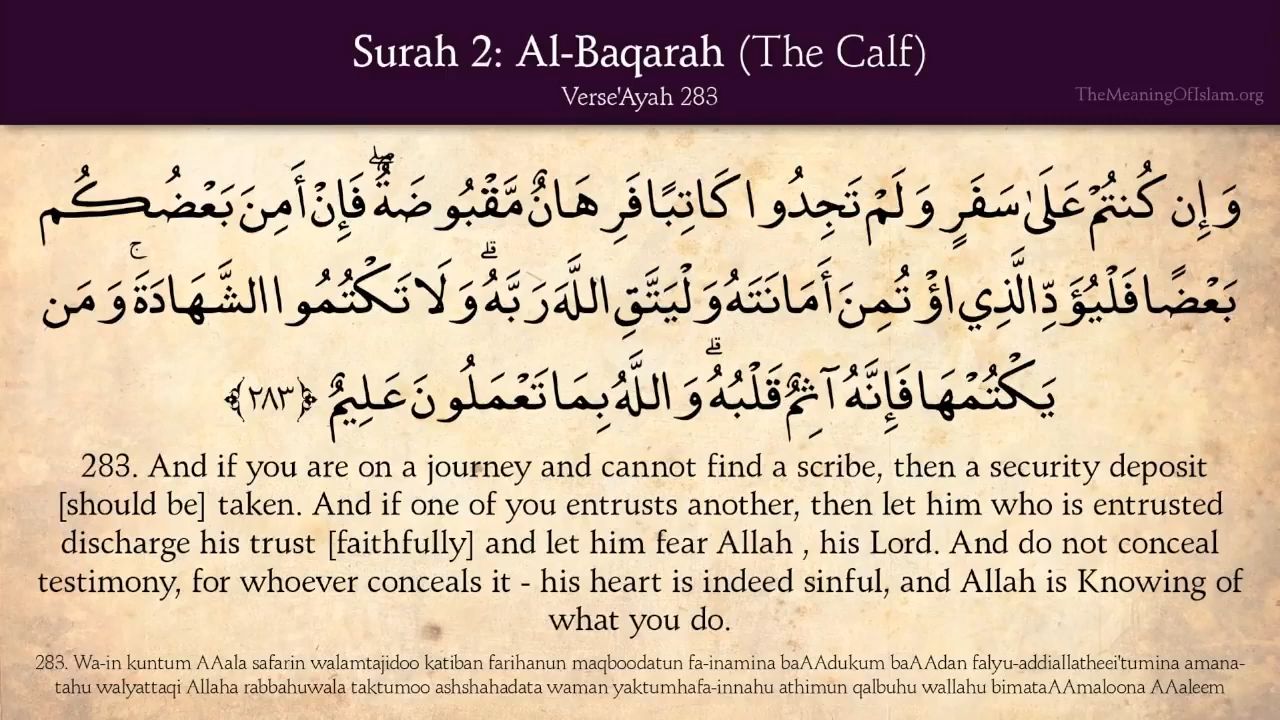 Surah 2: Al-Baqarah (The Calf)
Verse'Ayah 283
TheMeaningOfIslam.org
وَإِن كُنتُمْ عَلَىٰ سَفَرٍ وَلَمْ تَجِدُوا كَاتِبًا فَرِهَانٌ مَّقْبُوضَةٌ ۖ فَإِنْ أَمِنَ بَعْضُكُم
بَعْضًا فَلْيُؤَدِّ الَّذِي اؤْتُمِنَ أَمَانَتَهُ وَلْيَتَّقِ اللَّهَ رَبَّهُ ۗ وَلَا تَكْتُمُوا الشَّهَادَةَ ۚ وَمَن
يَكْتُمْهَا فَإِنَّهُ آثِمٌ قَلْبُهُ ۗ وَاللَّهُ بِمَا تَعْمَلُونَ عَلِيمٌ ﴿٢٨٣﴾
283. And if you are on a journey and cannot find a scribe, then a security deposit
[should be] taken. And if one of you entrusts another, then let him who is entrusted
discharge his trust [faithfully] and let him fear Allah , his Lord. And do not conceal
testimony, for whoever conceals it - his heart is indeed sinful, and Allah is Knowing of
what you do.
283. Wa-in kuntum AAala safarin walamtajidoo katiban farihanun maqboodatun fa-inamina baAAdukum baAAdan falyu-addiallatheei'tumina amana-
tahu walyattaqi Allaha rabbahuwala taktumoo ashshahadata waman yaktumhafa-innahu athimun qalbuhu wallahu bimataAAmaloona AAaleem